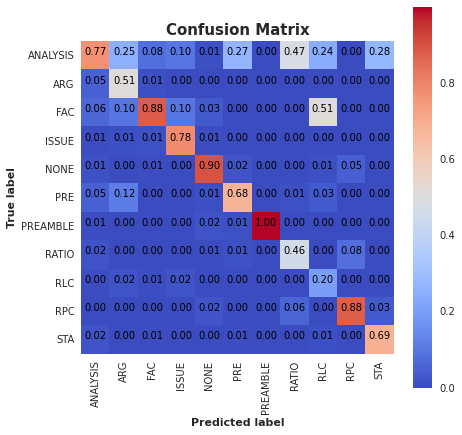 Confusion Matrix
ANALYSIS 0.77 0.25 0.08 0.10 0.01 0.27 0.00 0.47 0.24 0.00 0.28
ARG 0.05 0.51 0.01 0.00 0.00 0.00 0.00 0.00 0.00 0.00 0.00
FAC 0.06 0.10 0.88 0.10 0.03 0.00 0.00 0.00 0.51 0.00 0.00
ISSUE 0.01 0.01 0.01 0.78 0.01 0.00 0.00 0.00 0.00 0.00 0.00
NONE 0.01 0.00 0.01 0.00 0.90 0.02 0.00 0.00 0.01 0.05 0.00
PRE 0.05 0.12 0.01 0.00 0.00 0.68 0.00 0.01 0.03 0.00 0.00
PREAMBLE 0.01 0.00 0.00 0.00 0.02 0.01 1.00 0.00 0.00 0.00 0.00
RATIO 0.02 0.00 0.00 0.00 0.01 0.01 0.00 0.46 0.00 0.08 0.00
RLC 0.00 0.02 0.01 0.02 0.00 0.00 0.00 0.00 0.20 0.00 0.00
RPC 0.00 0.00 0.00 0.00 0.02 0.00 0.00 0.06 0.00 0.88 0.03
STA 0.02 0.00 0.01 0.00 0.00 0.01 0.00 0.00 0.01 0.00 0.69
True label
ANALYSIS ARG FAC ISSUE NONE PRE PREAMBLE RATIO RLC RPC STA
Predicted label
0.8
0.6
0.4
0.2
0.0